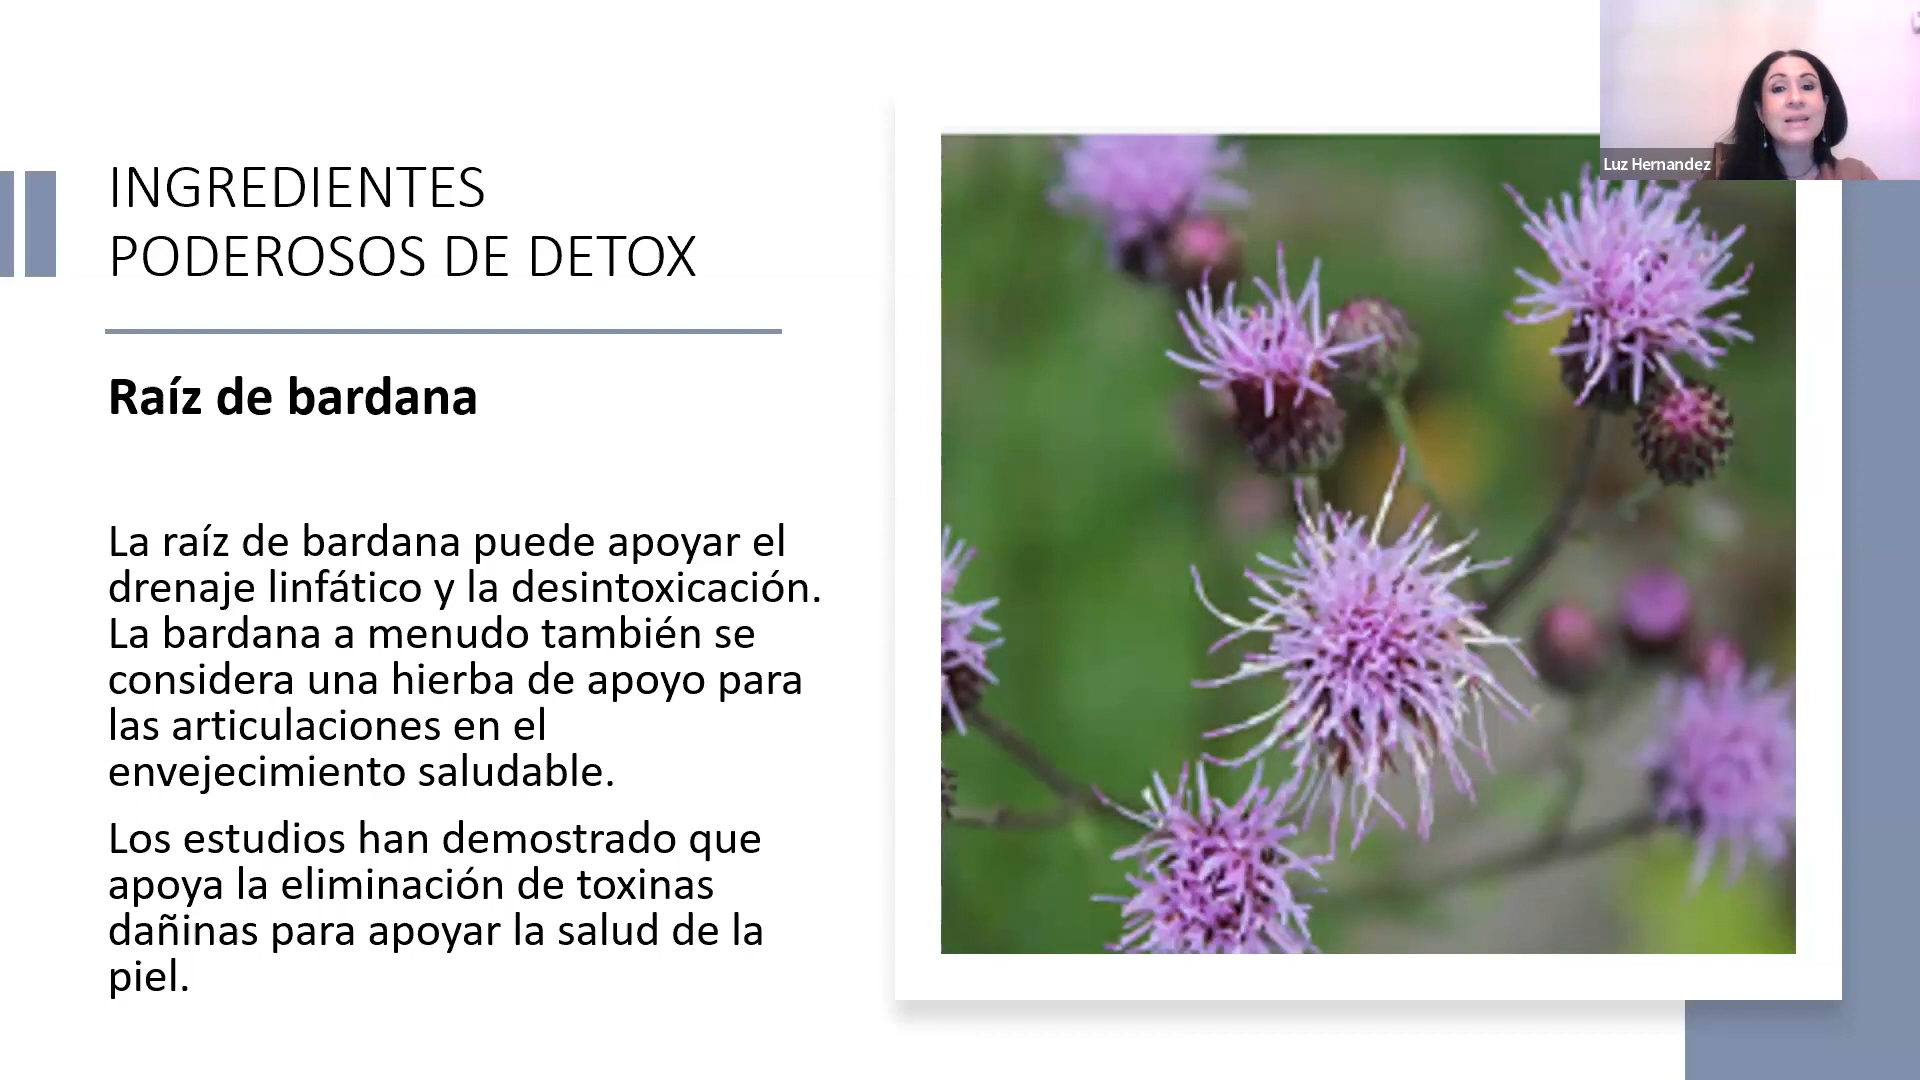 INGREDIENTES
PODEROSOS DE DETOX
Raíz de bardana
La raíz de bardana puede apoyar el
drenaje linfático y la desintoxicación.
La bardana a menudo también se
considera una hierba de apoyo para
las articulaciones en el
envejecimiento saludable.
Los estudios han demostrado que
apoya la eliminación de toxinas
dañinas para apoyar la salud de la
piel.
Luz Hernandez